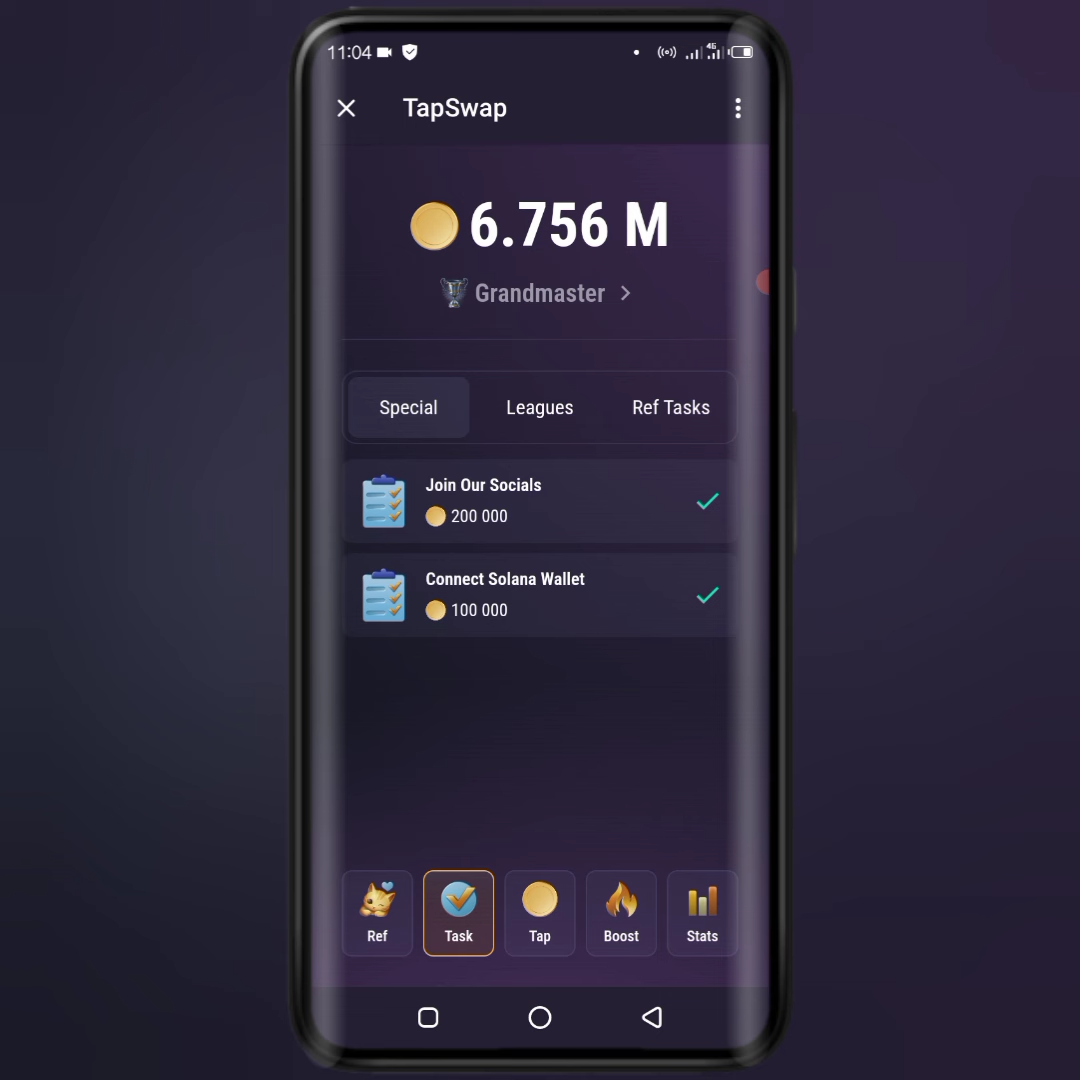 11:04
4G
TapSwap
6.756 M
Grandmaster
Special Leagues Ref Tasks
Join Our Socials
200 000
Connect Solana Wallet
100 000
Ref Task Tap Boost Stats